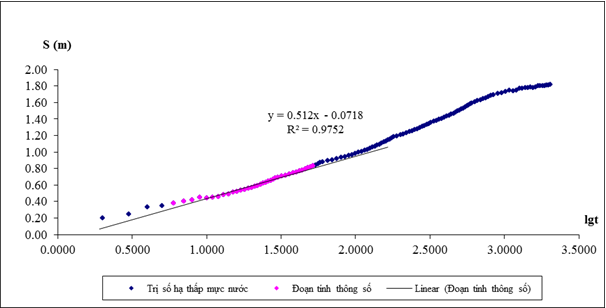 S (m)
2.00
1.80
1.60
1.40
1.20
1.00
0.80
0.60
0.40
0.20
0.00
y = 0.512x - 0.0718
R² = 0.9752
lgt
0.0000 0.5000 1.0000 1.5000 2.0000 2.5000 3.0000 3.5000
Trị số hạ thấp mực nước Đoạn tính thông số Linear (Đoạn tính thông số)